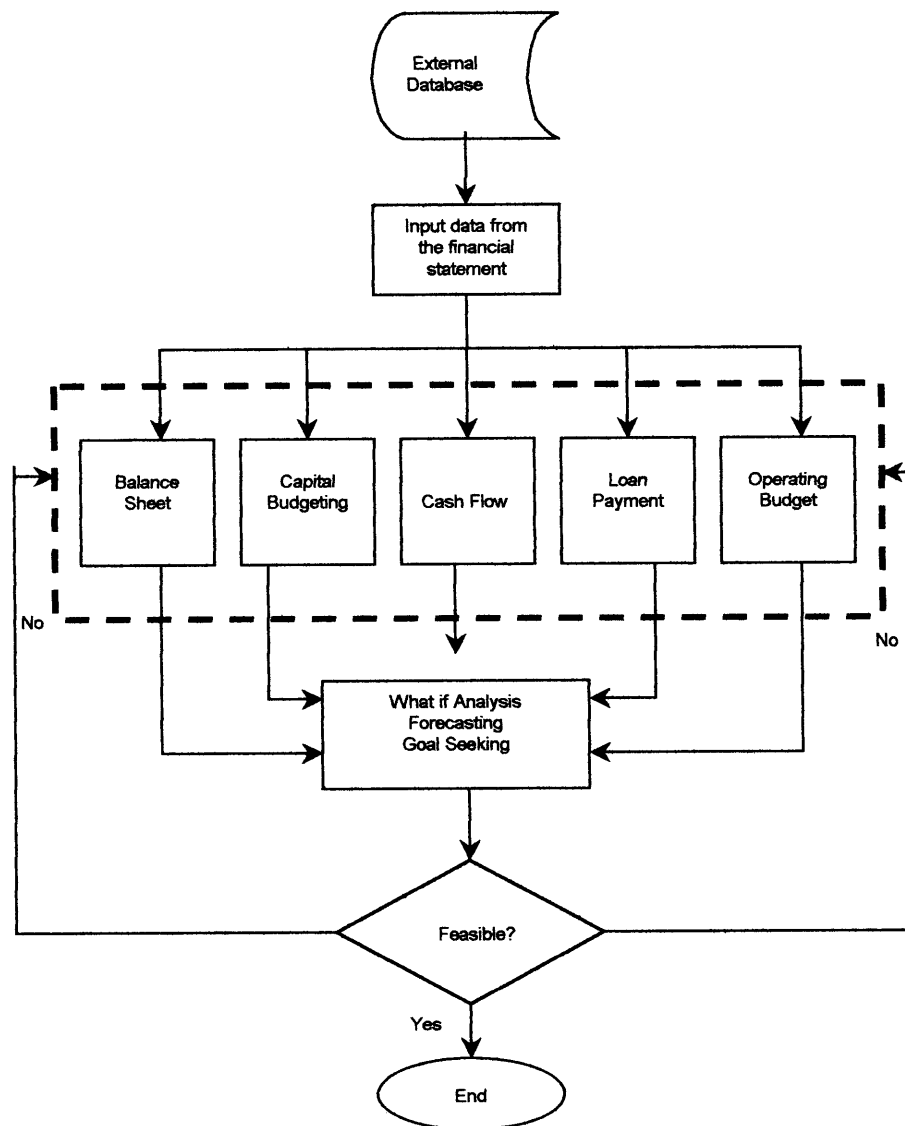 External
Database
Input data from
the financial
statement
Balance
Sheet
Capital
Budgeting
Cash Flow
Loan
Payment
Operating
Budget
No
No
What if Analysis
Forecasting
Goal Seeking
Feasible?
Yes
End